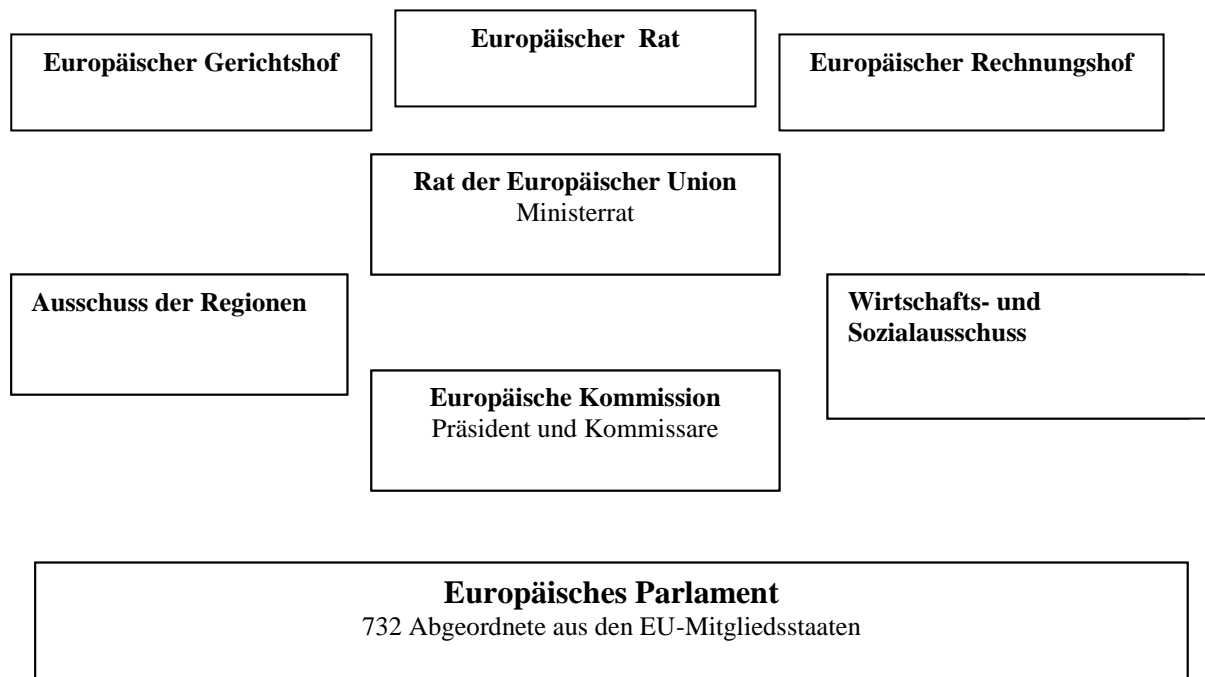 Europäischer Gerichtshof
Europäischer Rat
Europäischer Rechnungshof
Rat der Europäischer Union
Ministerrat
Ausschuss der Regionen
Wirtschafts- und
Sozialausschuss
Europäische Kommission
Präsident und Kommissare
Europäisches Parlament
732 Abgeordnete aus den EU-Mitgliedsstaaten